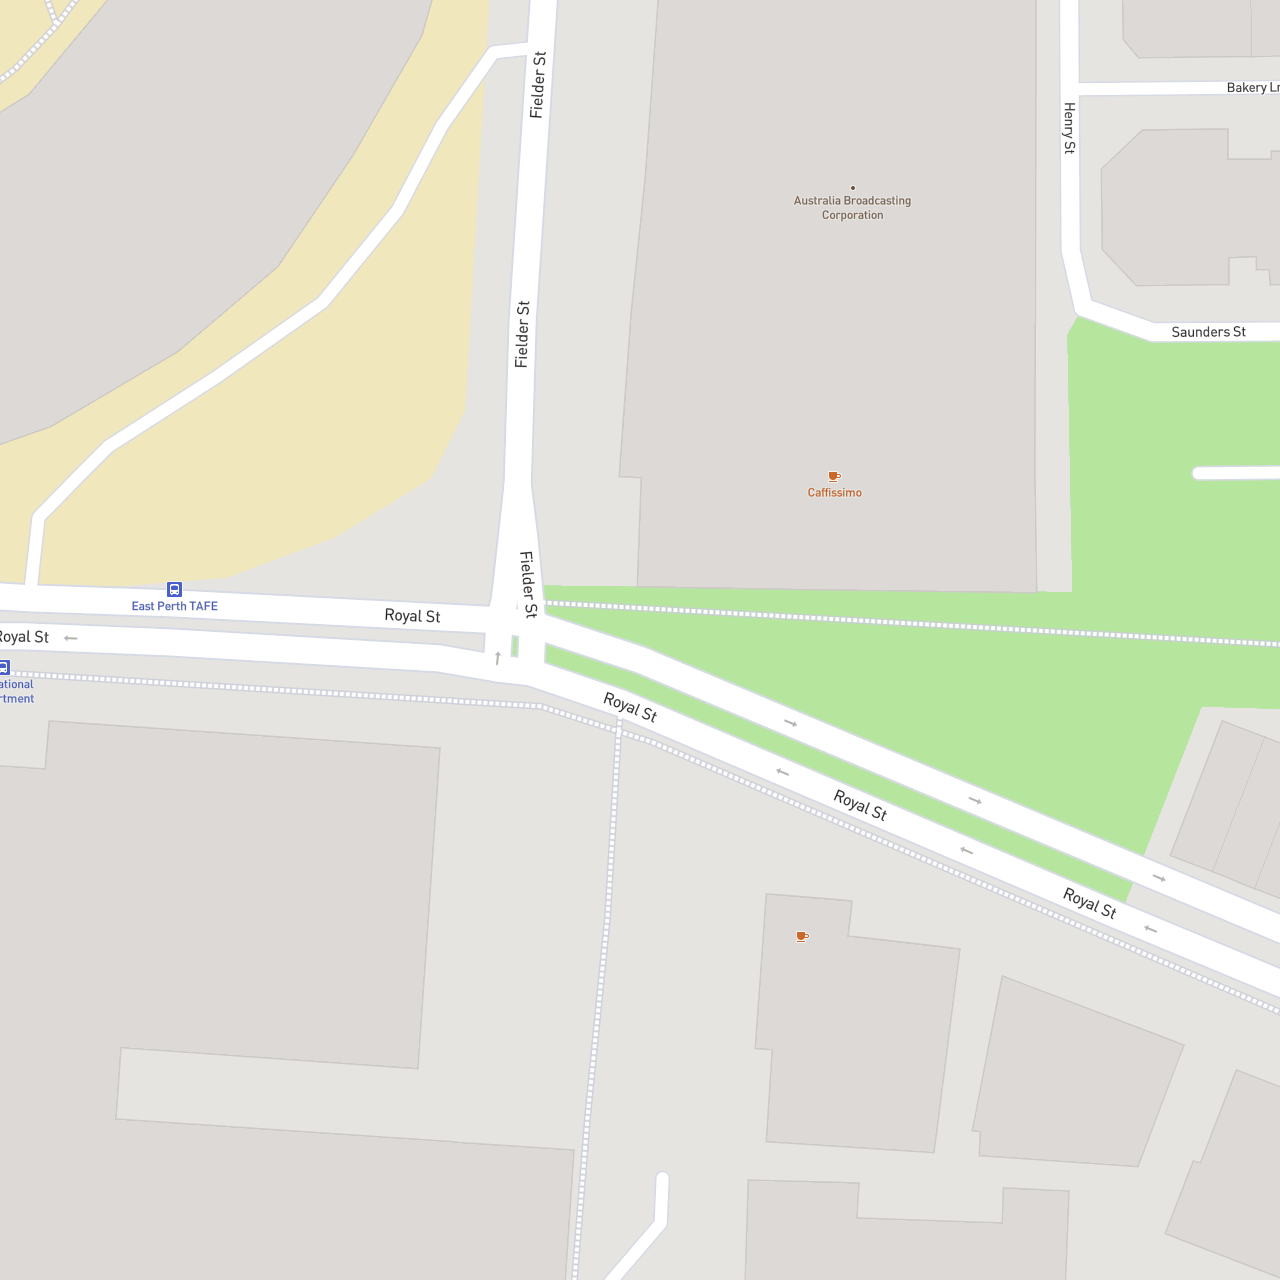 Fielder St
Bakery Ln
Henry St
Australia Broadcasting
Corporation
Fielder St
Saunders St
Caffissimo
Fielder St
East Perth TAFE
Royal St
Royal St
Royal St
Royal St
Royal St